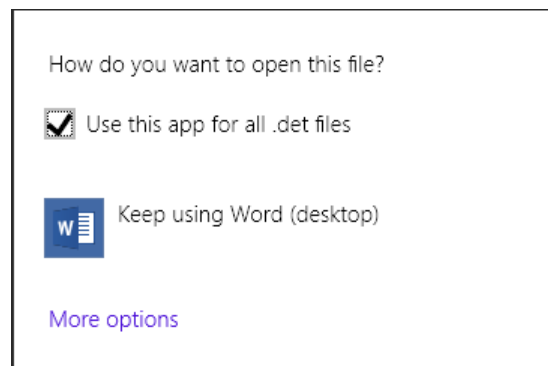 How do you want to open this file?
Use this app for all .det files
W
Keep using Word (desktop)
More options